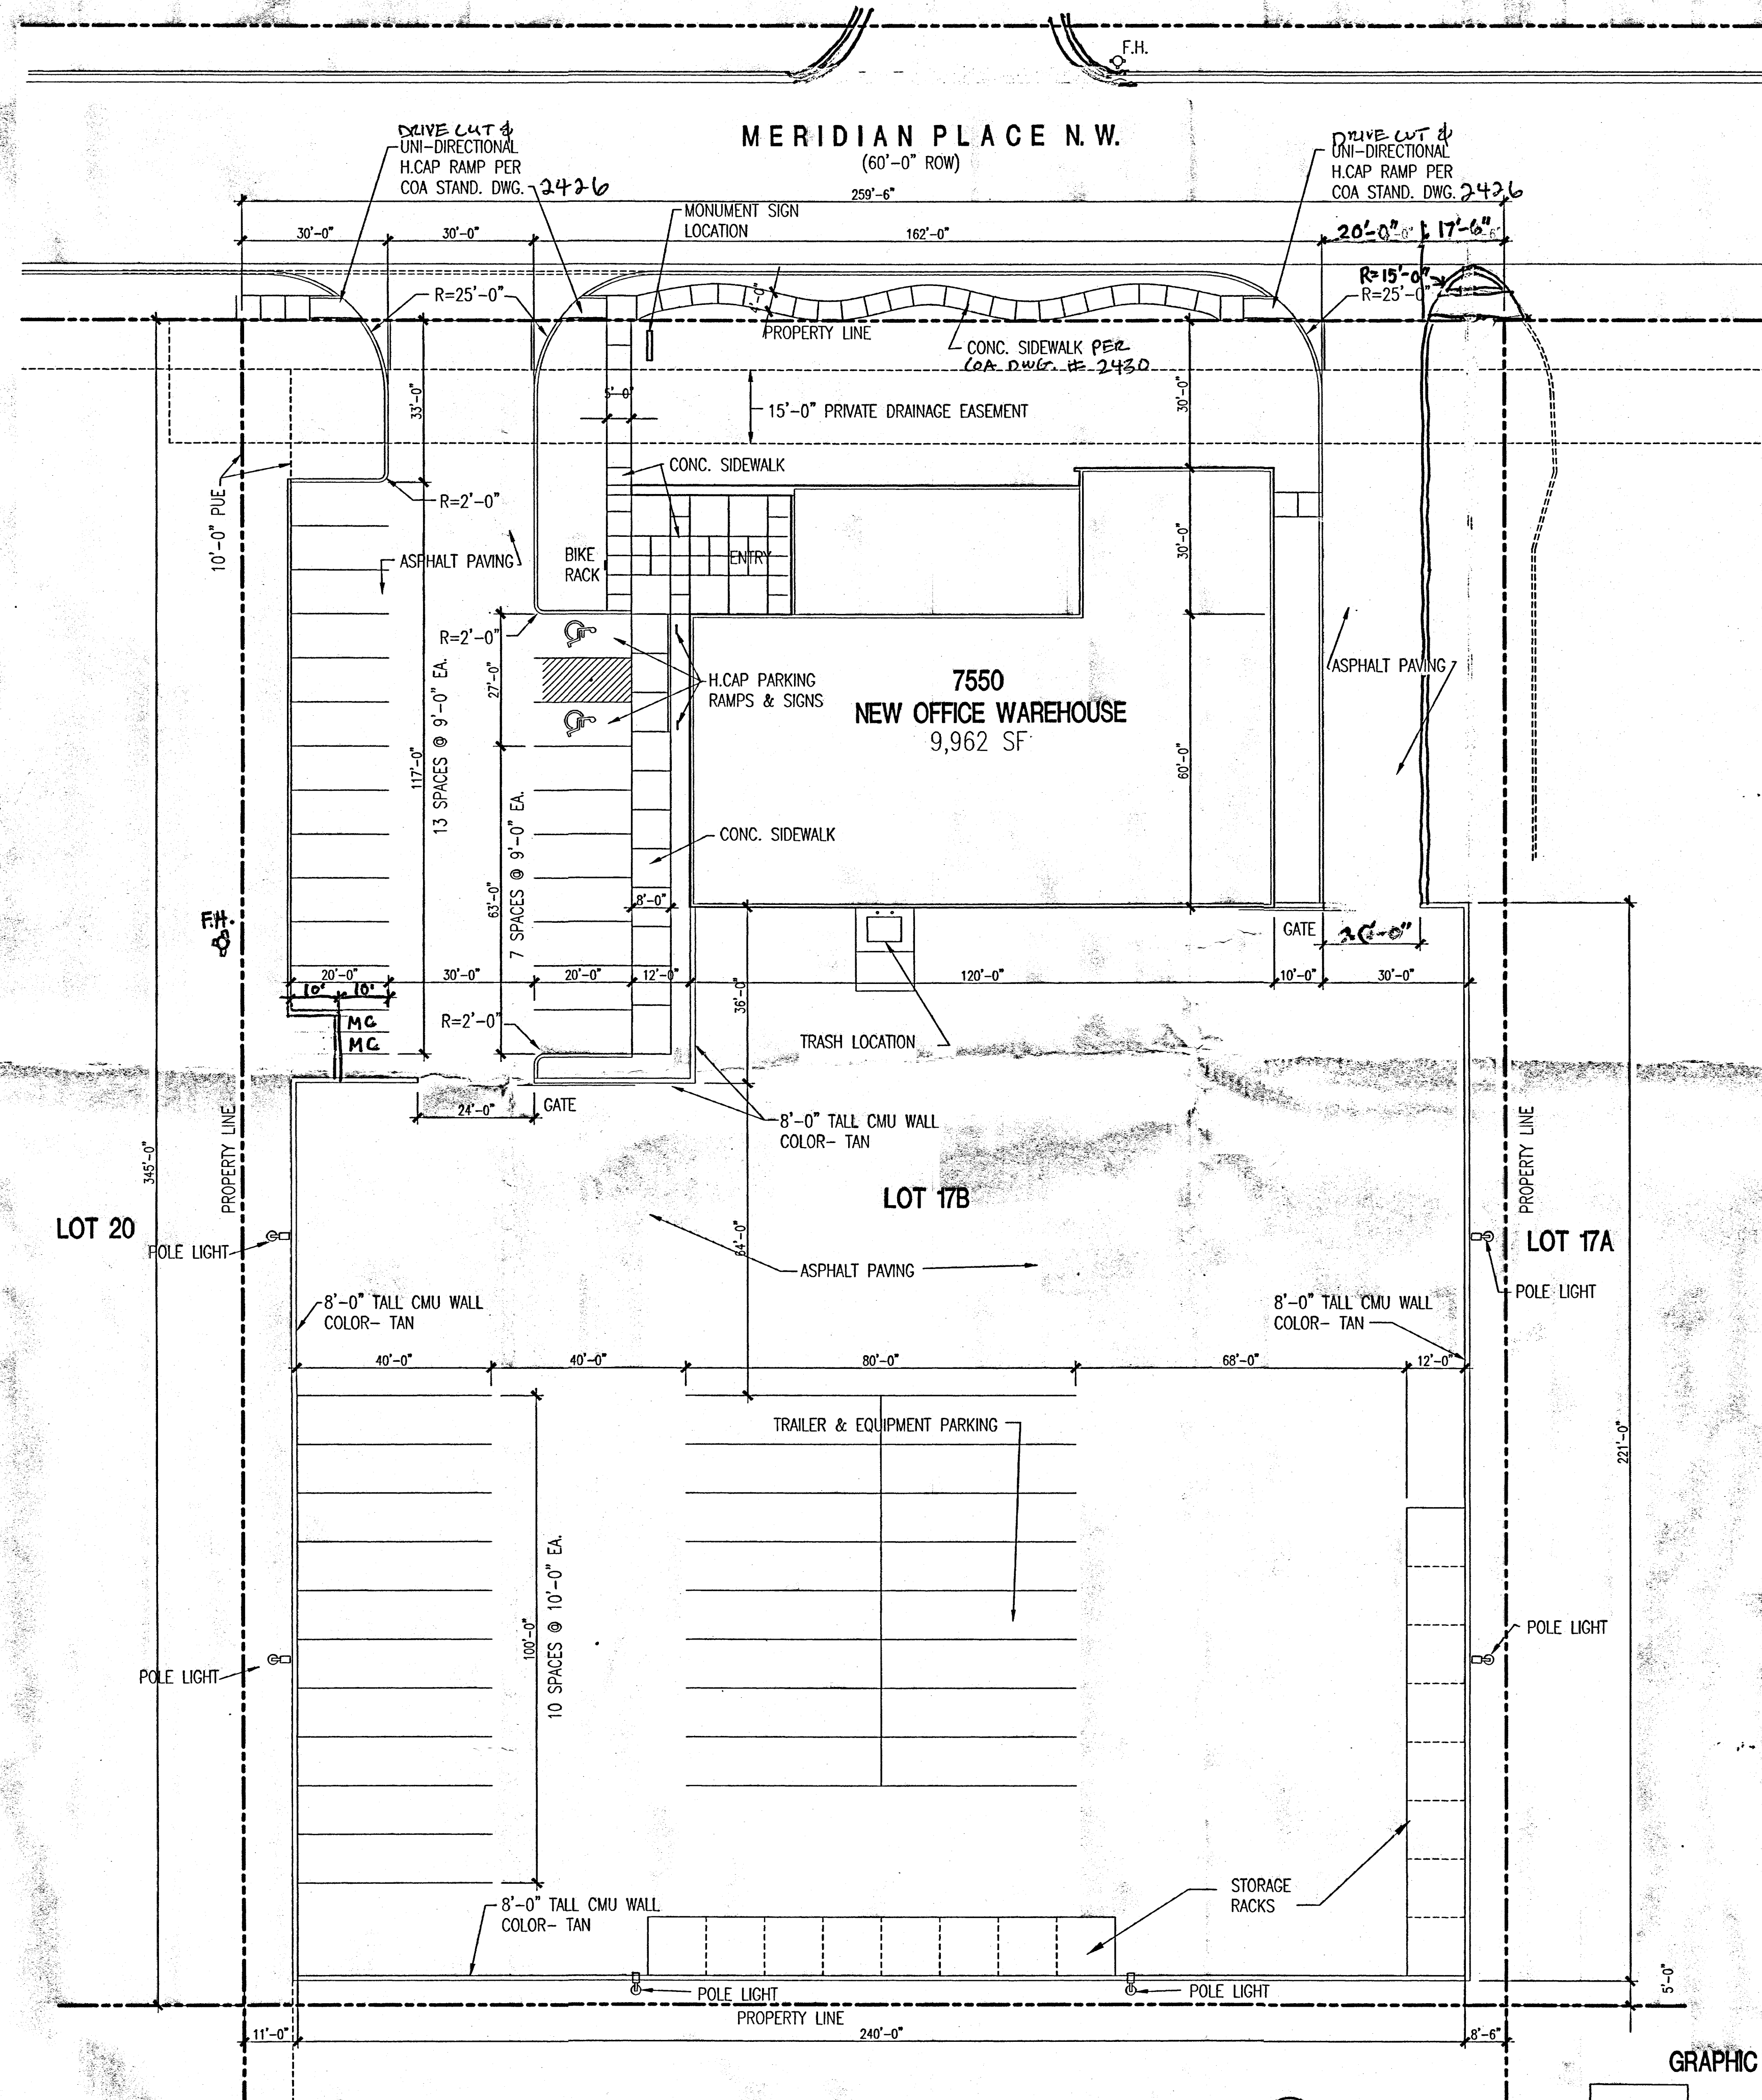 F.H.
MERIDIAN PLACE N.W.
(60'-0" ROW)
DRIVE CUT &
UNI-DIRECTIONAL
H.CAP RAMP PER
COA STAND. DWG. 2426
DRIVE CUT &
UNI-DIRECTIONAL
H.CAP RAMP PER
COA STAND. DWG. 2426
259'-6"
MONUMENT SIGN
LOCATION
30'-0"
30'-0"
162'-0"
20'-0"
17'-6"
R=15'-0"
R=25'-0"
R=25'-0"
4'-0"
PROPERTY LINE
CONC. SIDEWALK PER
COA DWG. # 2430
33'-0"
5'-0"
30'-0"
15'-0" PRIVATE DRAINAGE EASEMENT
CONC. SIDEWALK
10'-0" PUE
R=2'-0"
ASPHALT PAVING
BIKE
RACK
ENTRY
30'-0"
R=2'-0"
27'-0"
H.CAP PARKING
RAMPS & SIGNS
7550
NEW OFFICE WAREHOUSE
9,962 SF
ASPHALT PAVING
117'-0"
13 SPACES @ 9'-0" EA.
60'-0"
63'-0"
7 SPACES @ 9'-0" EA.
CONC. SIDEWALK
8'-0"
F.H.
GATE
20'-0"
30'-0"
20'-0"
12'-0"
120'-0"
10'-0"
30'-0"
10'
10'
36'-0"
MC
MC
R=2'-0"
TRASH LOCATION
24'-0"
GATE
8'-0" TALL CMU WALL
COLOR- TAN
345'-0"
PROPERTY LINE
PROPERTY LINE
LOT 17B
LOT 20
POLE LIGHT
64'-0"
LOT 17A
ASPHALT PAVING
POLE LIGHT
8'-0" TALL CMU WALL
COLOR- TAN
8'-0" TALL CMU WALL
COLOR- TAN
40'-0"
40'-0"
80'-0"
68'-0"
12'-0"
TRAILER & EQUIPMENT PARKING
221'-0"
100'-0"
10 SPACES @ 10'-0" EA.
POLE LIGHT
POLE LIGHT
STORAGE
RACKS
8'-0" TALL CMU WALL
COLOR- TAN
POLE LIGHT
POLE LIGHT
5'-0"
PROPERTY LINE
11'-0"
240'-0"
8'-6"
GRAPHIC